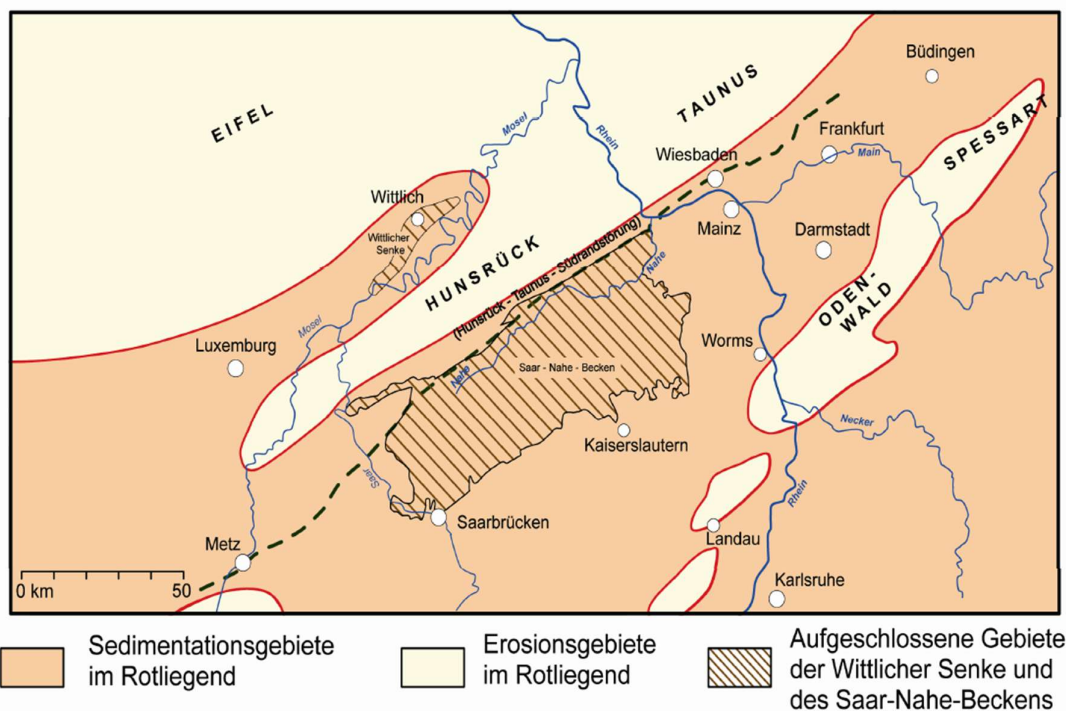 Büdingen
TAUNUS
EIFEL
SPESSART
Mosel
Rhein
Frankfurt
Main
Wiesbaden
Wittlich
Mainz
Darmstadt
Wittlicher
Senke
HUNSRÜCK
(Hunsrück - Taunus - Südrandstörung)
Nahe
ODEN-
WALD
Mosel
Luxemburg
Worms
Saar - Nahe - Becken
Nahe
Necker
Kaiserslautern
Saar
Rhein
Saarbrücken
Landau
Metz
Karlsruhe
0 km 50
Sedimentationsgebiete
im Rotliegend
Erosionsgebiete
im Rotliegend
Aufgeschlossene Gebiete
der Wittlicher Senke und
des Saar-Nahe-Beckens